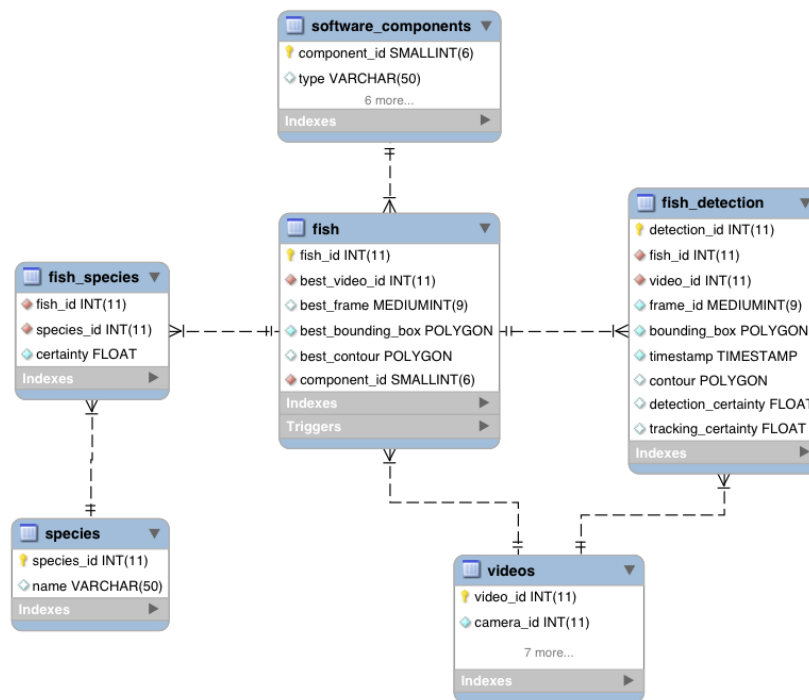 software_components
component_id SMALLINT(6)
type VARCHAR(50)
6 more...
Indexes
fish
fish_id INT(11)
best_video_id INT(11)
best_frame MEDIUMINT(9)
best_bounding_box POLYGON
best_contour POLYGON
component_id SMALLINT(6)
Indexes
Triggers
fish_detection
detection_id INT(11)
fish_id INT(11)
video_id INT(11)
frame_id MEDIUMINT(9)
bounding_box POLYGON
timestamp TIMESTAMP
contour POLYGON
detection_certainty FLOAT
tracking_certainty FLOAT
Indexes
fish_species
fish_id INT(11)
species_id INT(11)
certainty FLOAT
Indexes
species
species_id INT(11)
name VARCHAR(50)
Indexes
videos
video_id INT(11)
camera_id INT(11)
7 more...
Indexes